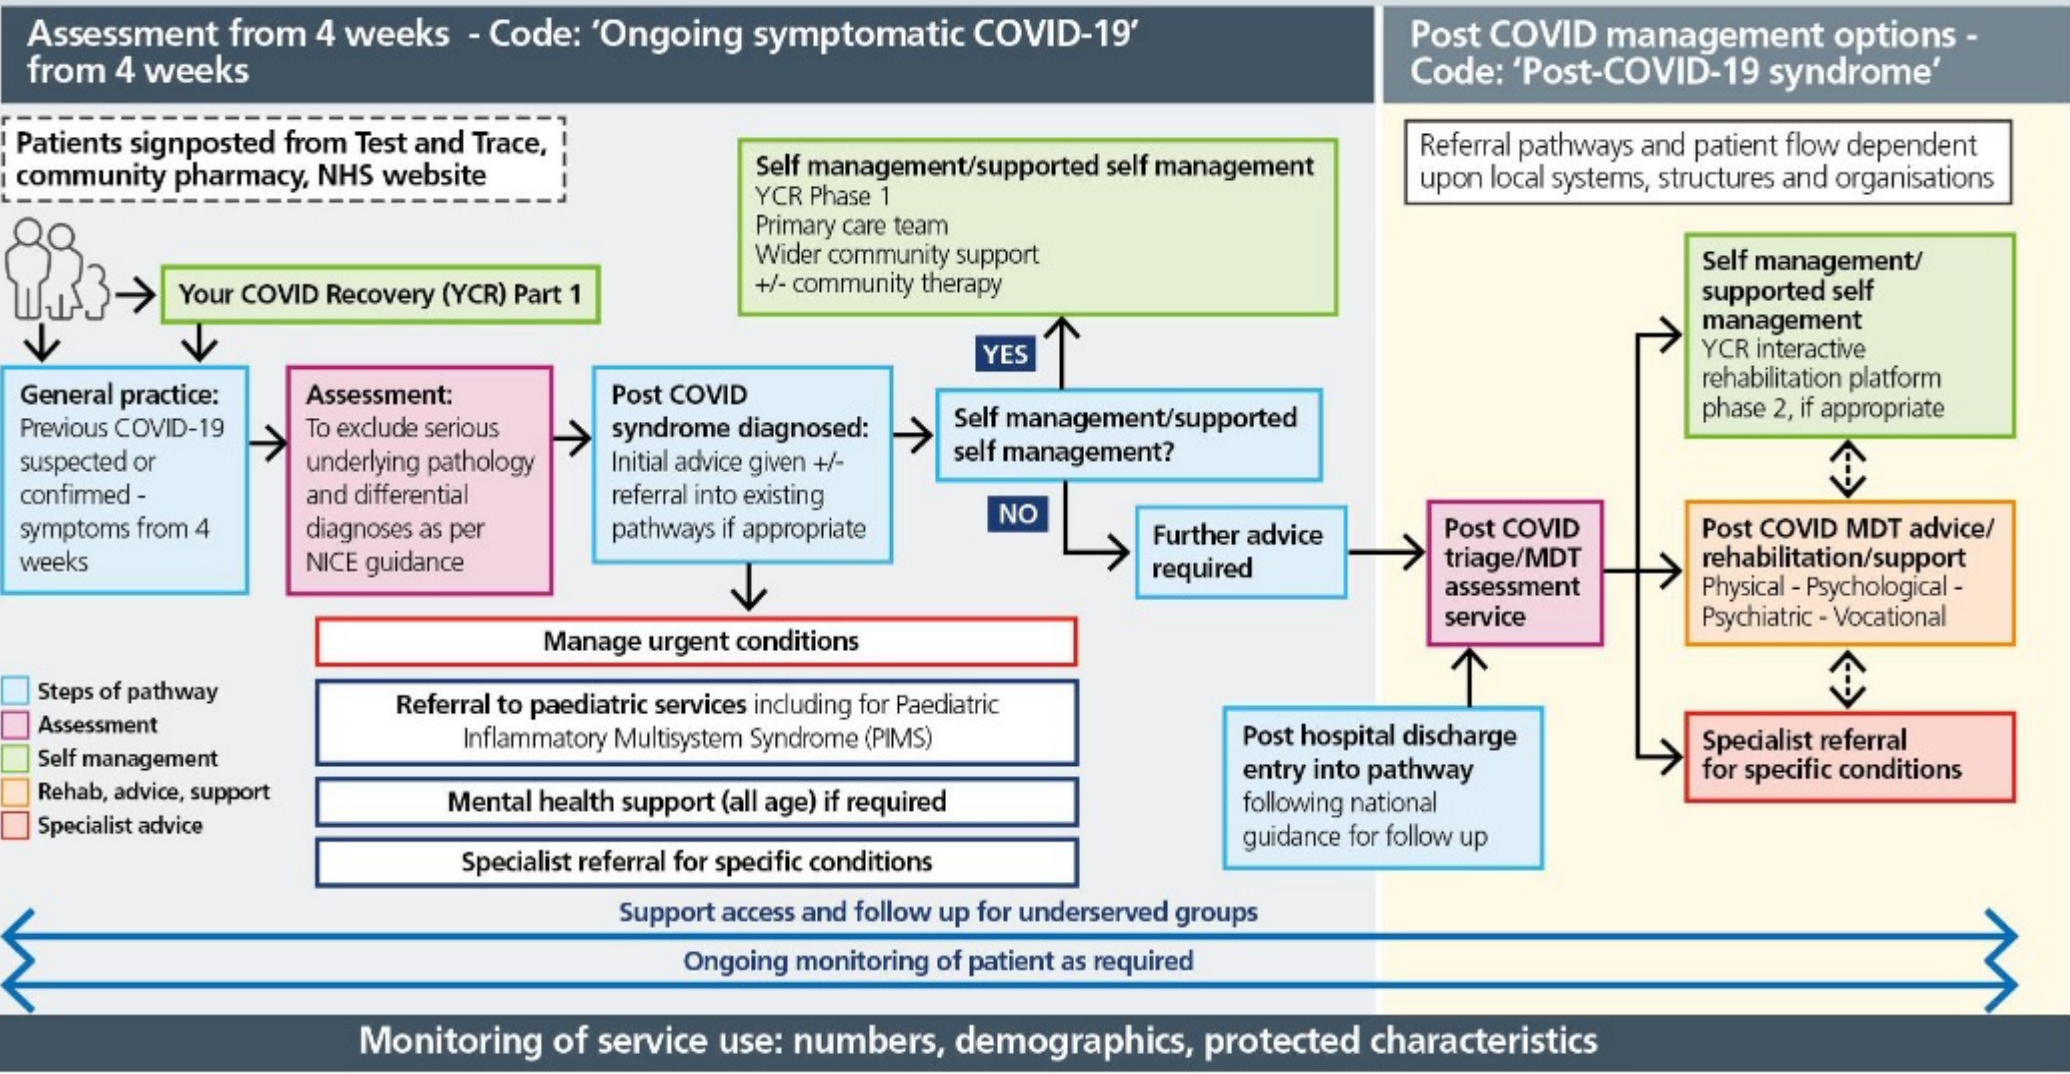 Assessment from 4 weeks - Code: ‘Ongoing symptomatic COVID-19’
from 4 weeks
Post COVID management options -
Code: ‘Post-COVID-19 syndrome’
Patients signposted from Test and Trace,
community pharmacy, NHS website
Your COVID Recovery (YCR) Part 1
Self management/supported self management
YCR Phase 1
Primary care team
Wider community support
+/- community therapy
Referral pathways and patient flow dependent
upon local systems, structures and organisations
General practice:
Previous COVID-19
suspected or
confirmed -
symptoms from 4
weeks
Assessment:
To exclude serious
underlying pathology
and differential
diagnoses as per
NICE guidance
Post COVID
syndrome diagnosed:
Initial advice given +/-
referral into existing
pathways if appropriate
YES
Self management/supported
self management?
NO
Further advice
required
Post COVID
triage/MDT
assessment
service
Self management/
supported self
management
YCR interactive
rehabilitation platform
phase 2, if appropriate
Post COVID MDT advice/
rehabilitation/support
Physical - Psychological -
Psychiatric - Vocational
Specialist referral
for specific conditions
Post hospital discharge
entry into pathway
following national
guidance for follow up
Manage urgent conditions
Referral to paediatric services including for Paediatric
Inflammatory Multisystem Syndrome (PIMS)
Mental health support (all age) if required
Specialist referral for specific conditions
Steps of pathway
Assessment
Self management
Rehab, advice, support
Specialist advice
Support access and follow up for underserved groups
Ongoing monitoring of patient as required
Monitoring of service use: numbers, demographics, protected characteristics